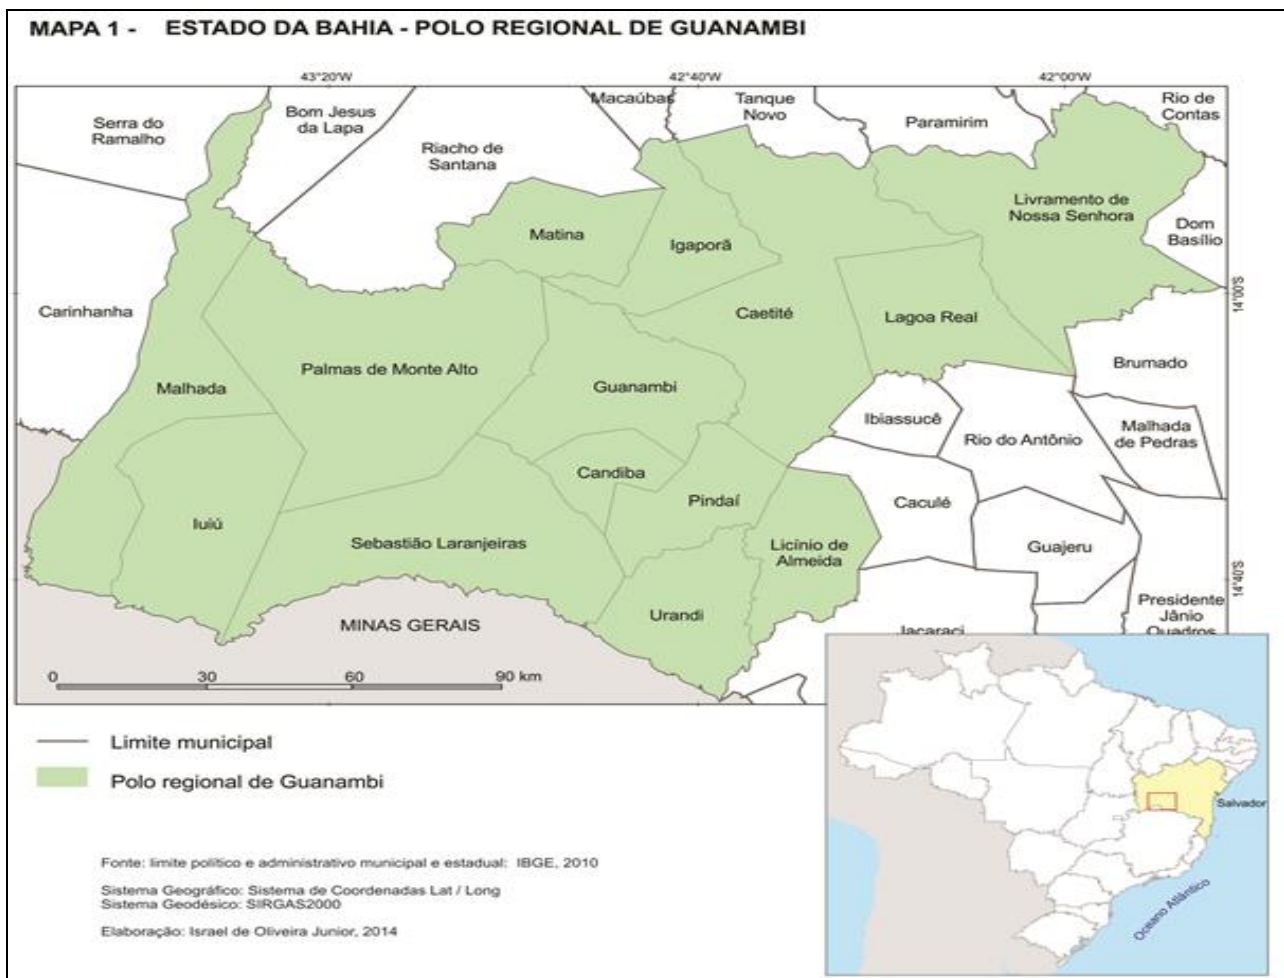 MAPA 1 - ESTADO DA BAHIA - POLO REGIONAL DE GUANAMBI
43°20'W
42°40'W
42°00'W
Serra do
Ramalho
Bom Jesus
da Lapa
Riacho de
Santana
Macaúbas
Tanque
Novo
Paramirim
Rio de
Contas
Matina
Igaporã
Livramento de
Nossa Senhora
Dom
Basílio
Carinhanha
Caetité
Lagoa Real
14°00'S
Malhada
Palmas de Monte Alto
Guanambi
Brumado
Ibiassucê
Rio do Antônio
Malhada
de Pedras
Candiba
Pindaí
Caculé
Iuiú
Sebastião Laranjeiras
Licínio de
Almeida
Guajeru
14°40'S
Urandi
Presidente
Jânio
Quadros
MINAS GERAIS
Jacaraci
0 30 60 90 km
Limite municipal
Polo regional de Guanambi
Salvador
Oceano Atlântico
Fonte: limite político e administrativo municipal e estadual: IBGE, 2010
Sistema Geográfico: Sistema de Coordenadas Lat / Long
Sistema Geodésico: SIRGAS2000
Elaboração: Israel de Oliveira Junior, 2014